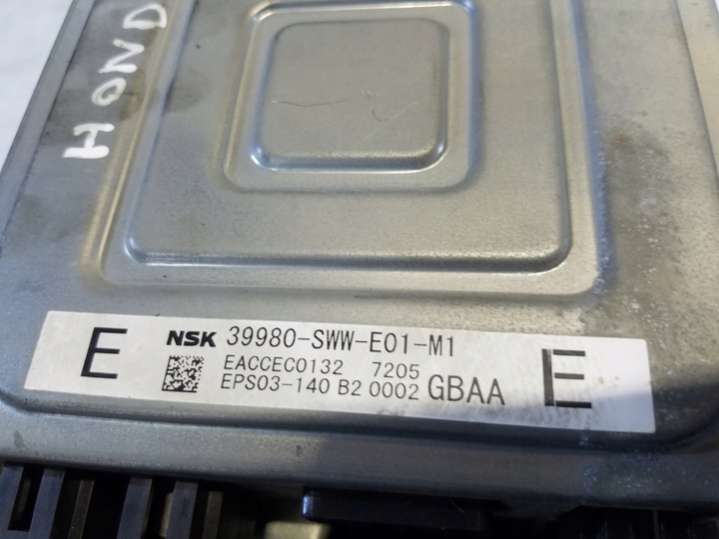 HOND
E NSK 39980-SWW-E01-M1 E
EACCEC0132 7205
EPS03-140 B2 0002 GBAA